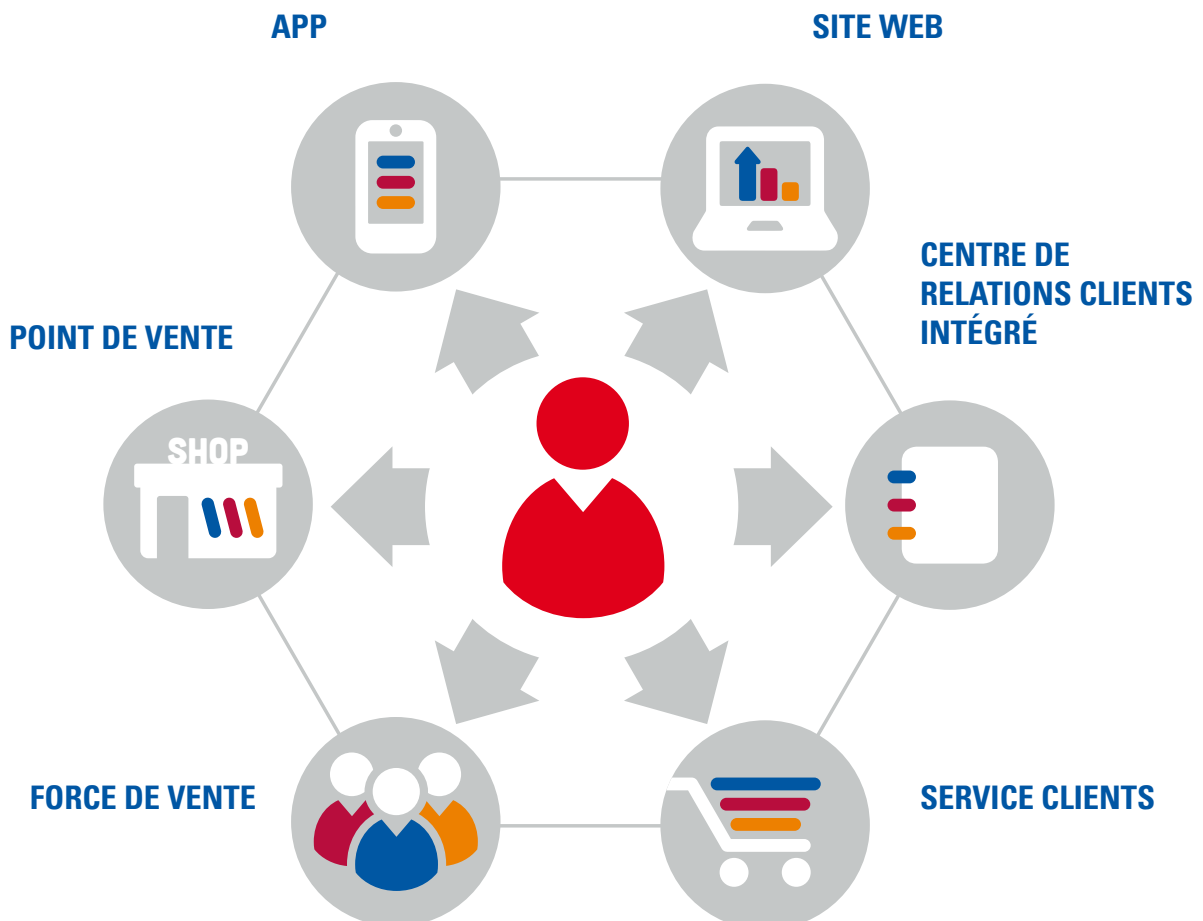 APP
SITE WEB
CENTRE DE
RELATIONS CLIENTS
INTÉGRÉ
POINT DE VENTE
SHOP
FORCE DE VENTE
SERVICE CLIENTS